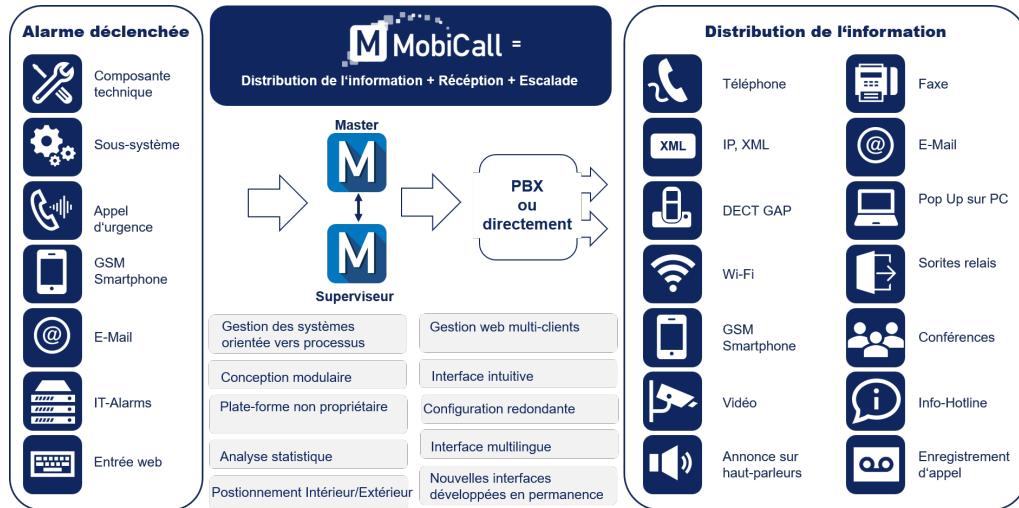 Alarme déclenchée
Composante
technique
Sous-système
Appel
d'urgence
GSM
Smartphone
@
E-Mail
IT-Alarms
Entrée web
M MobiCall =
Distribution de l'information + Récéption + Escalade
Master
M
M
Superviseur
PBX
ou
directement
Gestion des systèmes
orientée vers processus
Conception modulaire
Plate-forme non propriétaire
Analyse statistique
Postionnement Intérieur/Extérieur
Gestion web multi-clients
Interface intuitive
Configuration redondante
Interface multilingue
Nouvelles interfaces
développées en permanence
Distribution de l'information
Téléphone
XML
IP, XML
DECT GAP
Wi-Fi
GSM
Smartphone
Vidéo
Annonce sur
haut-parleurs
Faxe
@
E-Mail
Pop Up sur PC
Sorites relais
Conférences
i
Info-Hotline
Enregistrement
d'appel